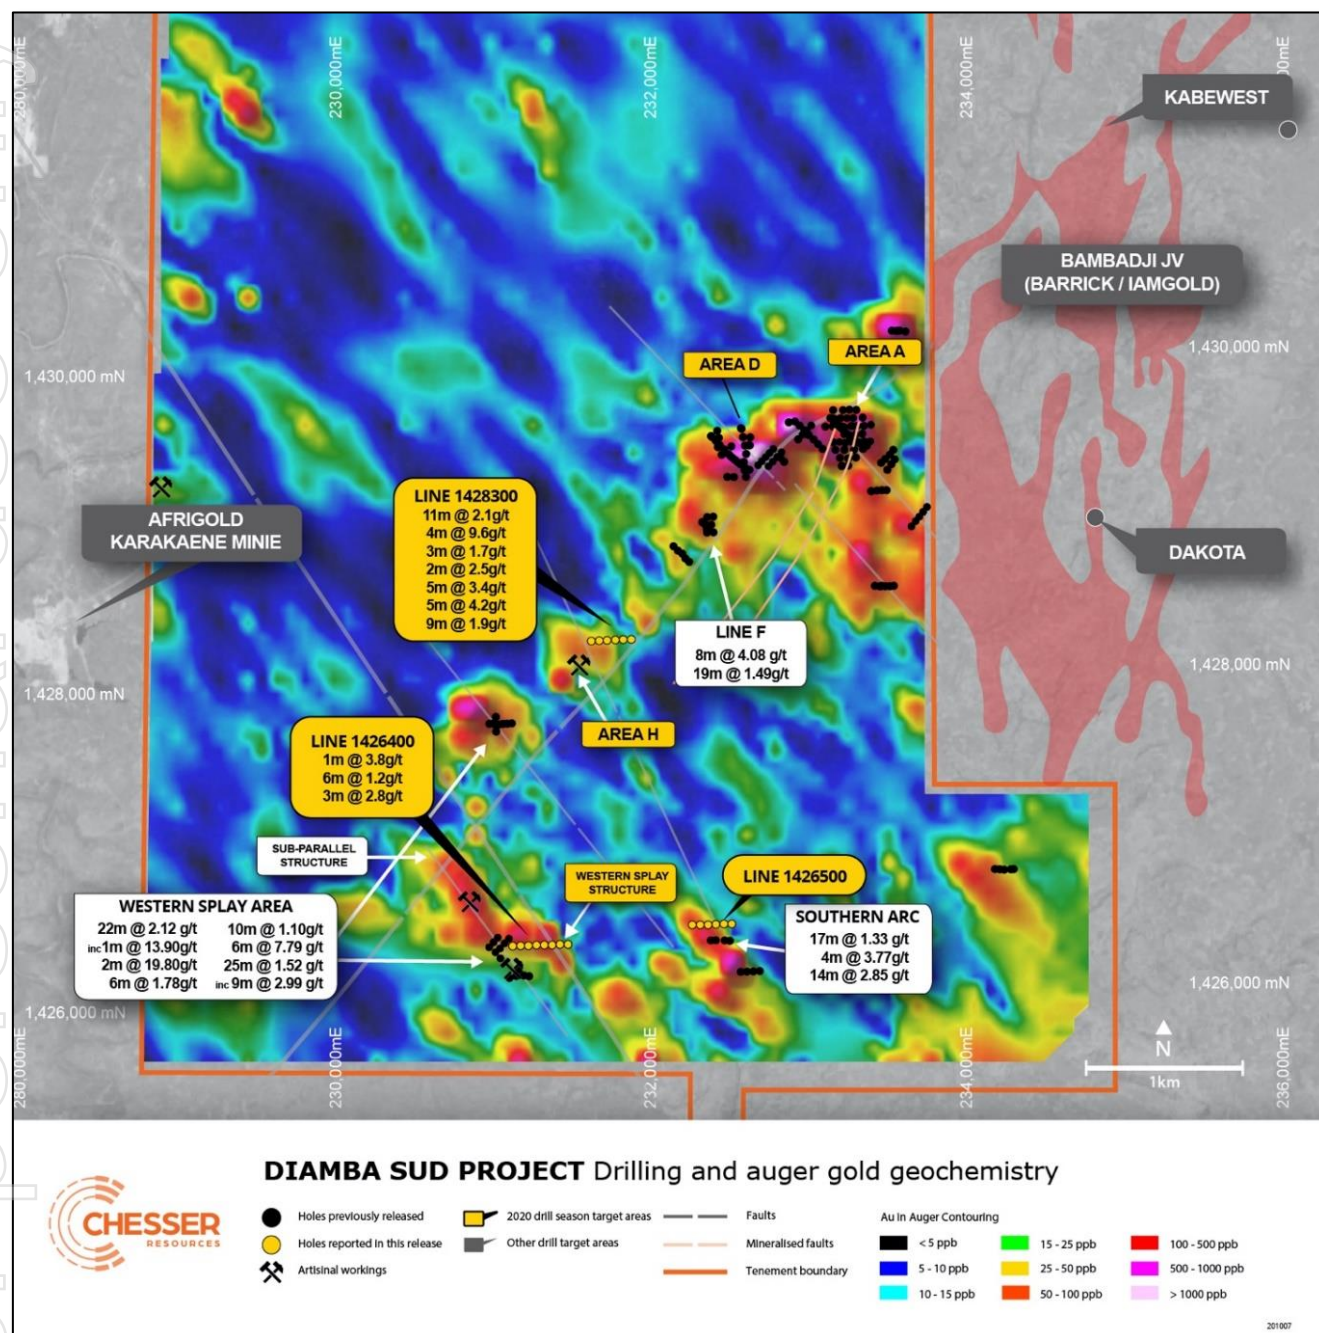 280,000mE
230,000mE
232,000mE
234,000mE
KABEWEST
BAMBADJI JV
(BARRICK / IAMGOLD)
1,430,000 mN
1,430,000 mN
AREA D
AREA A
LINE 1428300
11m @ 2.1g/t
4m @ 9.6g/t
3m @ 1.7g/t
2m @ 2.5g/t
5m @ 3.4g/t
5m @ 4.2g/t
9m @ 1.9g/t
AFRIGOLD
KARAKAENE MINIE
DAKOTA
LINE F
8m @ 4.08 g/t
19m @ 1.49g/t
1,428,000 mN
1,428,000 mN
AREA H
LINE 1426400
1m @ 3.8g/t
6m @ 1.2g/t
3m @ 2.8g/t
SUB-PARALLEL
STRUCTURE
WESTERN SPLAY
STRUCTURE
LINE 1426500
WESTERN SPLAY AREA
22m @ 2.12 g/t 10m @ 1.10g/t
inc 1m @ 13.90g/t 6m @ 7.79 g/t
2m @ 19.80g/t 25m @ 1.52 g/t
6m @ 1.78g/t inc 9m @ 2.99 g/t
SOUTHERN ARC
17m @ 1.33 g/t
4m @ 3.77g/t
14m @ 2.85 g/t
1,426,000 mN
1,426,000 mN
280,000mE
230,000mE
232,000mE
234,000mE
236,000mE
N
1km
DIAMBA SUD PROJECT Drilling and auger gold geochemistry
CHESSER
RESOURCES
Holes previously released
Holes reported in this release
Artisinal workings
2020 drill season target areas
Other drill target areas
Faults
Mineralised faults
Tenement boundary
Au in Auger Contouring
< 5 ppb
5 - 10 ppb
10 - 15 ppb
15 - 25 ppb
25 - 50 ppb
50 - 100 ppb
100 - 500 ppb
500 - 1000 ppb
> 1000 ppb
201007